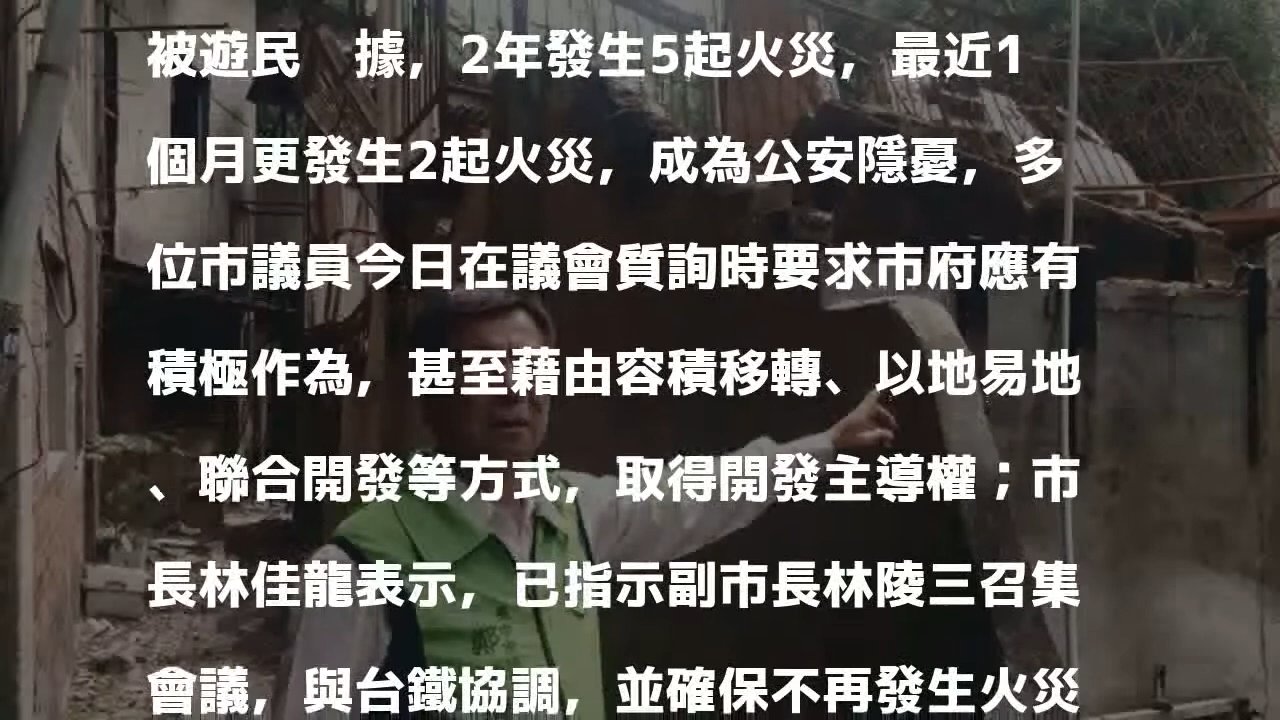 被遊民　據，2年發生5起火災，最近1
個月更發生2起火災，成為公安隱憂，多
位市議員今日在議會質詢時要求市府應有
積極作為，甚至藉由容積移轉、以地易地
、聯合開發等方式，取得開發主導權；市
長林佳龍表示，已指示副市長林陵三召集
會議，與台鐵協調，並確保不再發生火災